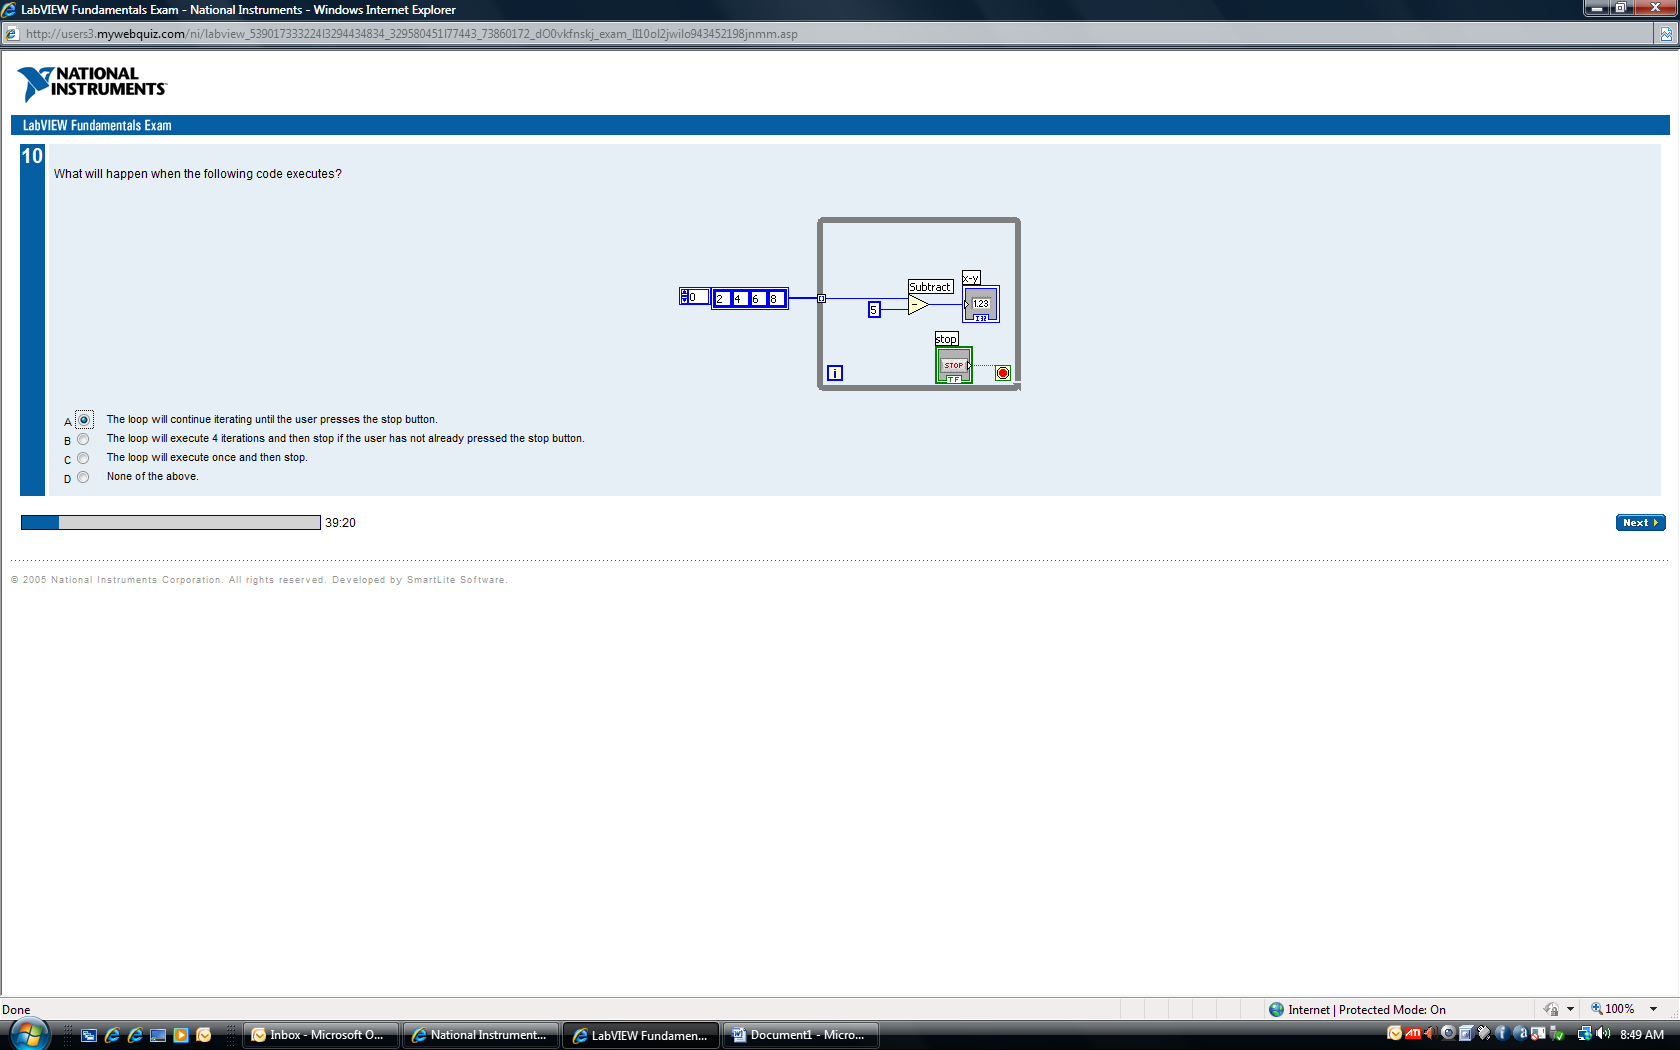 LabVIEW Fundamentals Exam - National Instruments - Windows Internet Explorer
http://users3.mywebquiz.com/ni/labview_539017333224l3294434834_329580451l77443_73860172_dO0vkfnskj_exam_lI10ol2jwilo943452198jnmm.asp
NATIONAL
INSTRUMENTS
LabVIEW Fundamentals Exam
10
What will happen when the following code executes?
x-y
Subtract
0 2 4 6 8
1.23
5
I32
stop
STOP
TF
i
A The loop will continue iterating until the user presses the stop button.
B The loop will execute 4 iterations and then stop if the user has not already pressed the stop button.
C The loop will execute once and then stop.
D None of the above.
39:20
Next
© 2005 National Instruments Corporation. All rights reserved. Developed by SmartLite Software.
Done
Internet | Protected Mode: On
100%
Inbox - Microsoft O...
National Instrument...
LabVIEW Fundamen...
Document1 - Micro...
8:49 AM